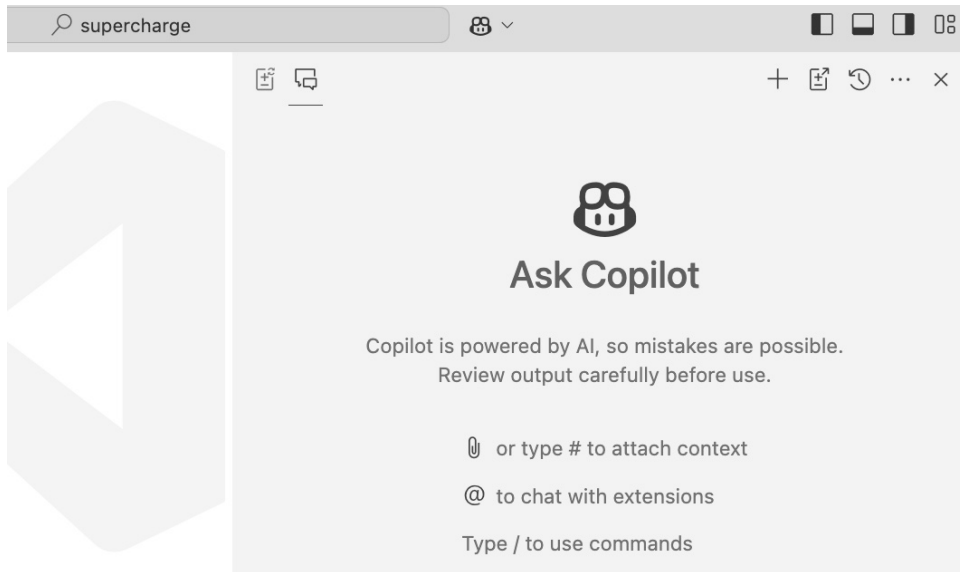 supercharge
Ask Copilot
Copilot is powered by AI, so mistakes are possible.
Review output carefully before use.
or type # to attach context
@ to chat with extensions
Type / to use commands